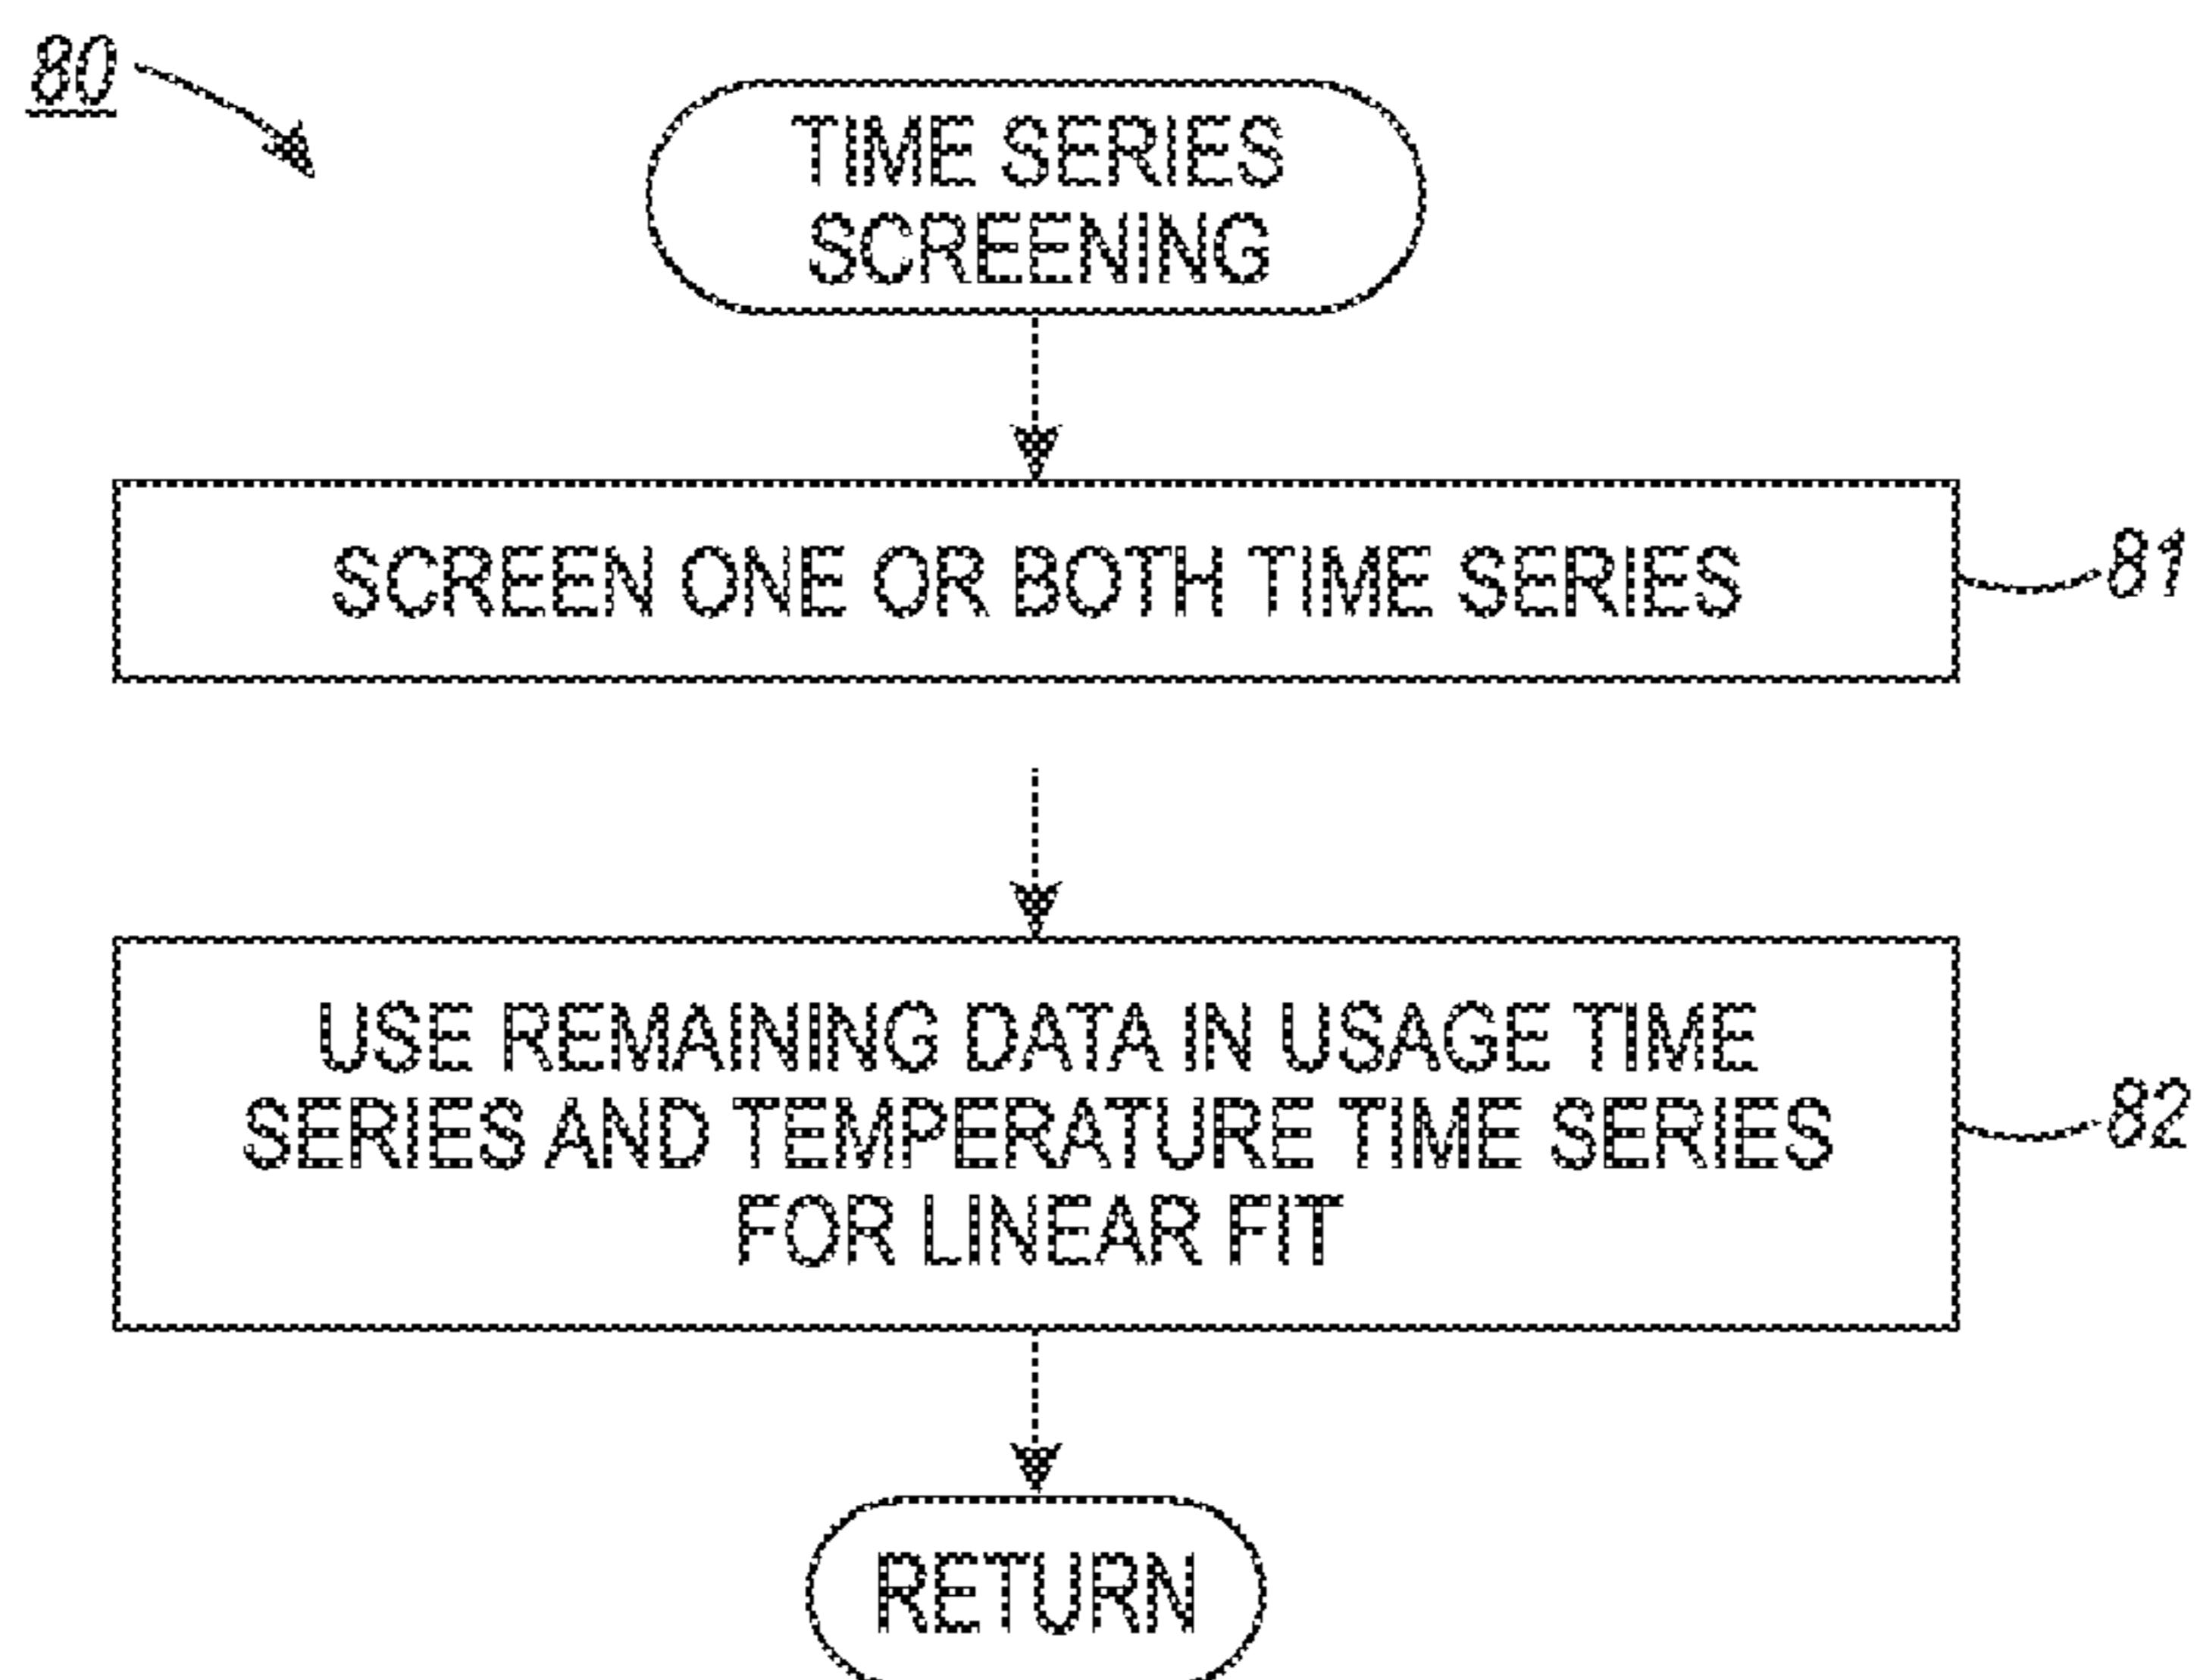 80
TIME SERIES
SCREENING
SCREEN ONE OR BOTH TIME SERIES
81
USE REMAINING DATA IN USAGE TIME
SERIES AND TEMPERATURE TIME SERIES
FOR LINEAR FIT
82
RETURN